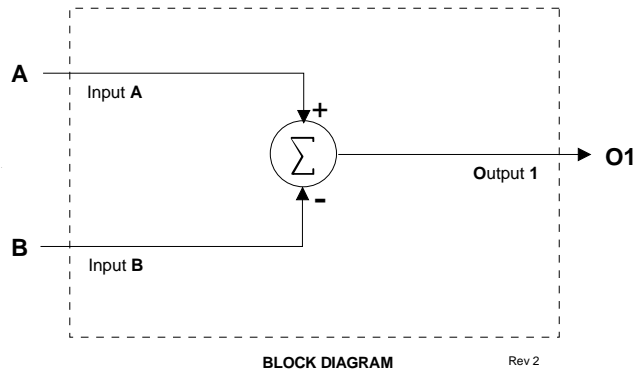 A
Input A
+
Σ
O1
Output 1
-
B
Input B
BLOCK DIAGRAM
Rev 2